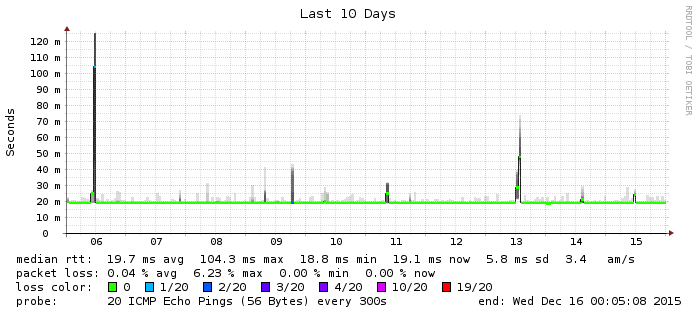 Last 10 Days
RRDTOOL / TOBI OETIKER
Seconds
120 m
110 m
100 m
90 m
80 m
70 m
60 m
50 m
40 m
30 m
20 m
10 m
0
06 07 08 09 10 11 12 13 14 15
median rtt: 19.7 ms avg 104.3 ms max 18.8 ms min 19.1 ms now 5.8 ms sd 3.4 am/s
packet loss: 0.04 % avg 6.23 % max 0.00 % min 0.00 % now
loss color: 0 1/20 2/20 3/20 4/20 10/20 19/20
probe: 20 ICMP Echo Pings (56 Bytes) every 300s end: Wed Dec 16 00:05:08 2015